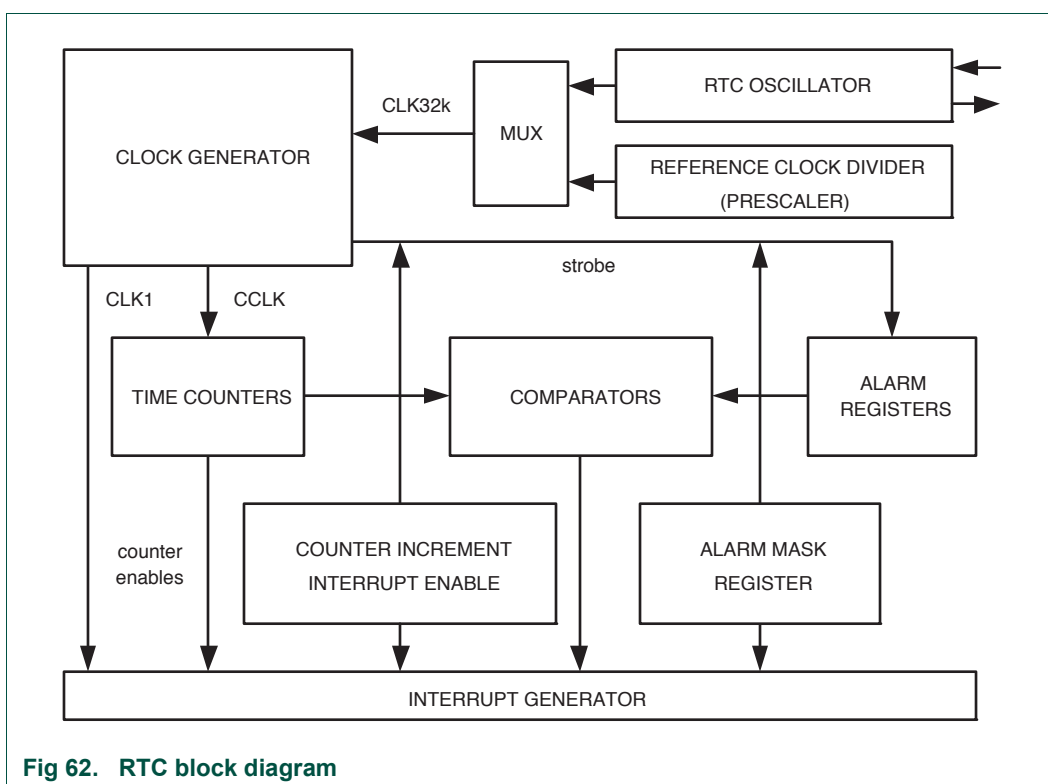 RTC OSCILLATOR
CLK32k
MUX
CLOCK GENERATOR
REFERENCE CLOCK DIVIDER
(PRESCALER)
strobe
CLK1
CCLK
TIME COUNTERS
COMPARATORS
ALARM
REGISTERS
counter
enables
COUNTER INCREMENT
INTERRUPT ENABLE
ALARM MASK
REGISTER
INTERRUPT GENERATOR
Fig 62. RTC block diagram